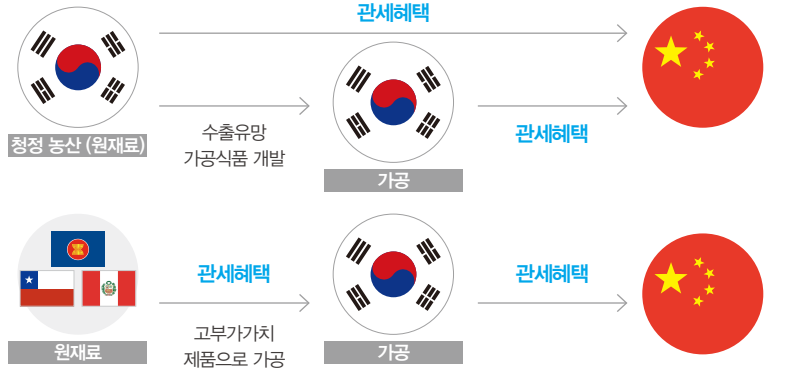 관세혜택
청정 농산 (원재료)
수출유망
가공식품 개발
가공
관세혜택
원재료
관세혜택
고부가가치
제품으로 가공
가공
관세혜택